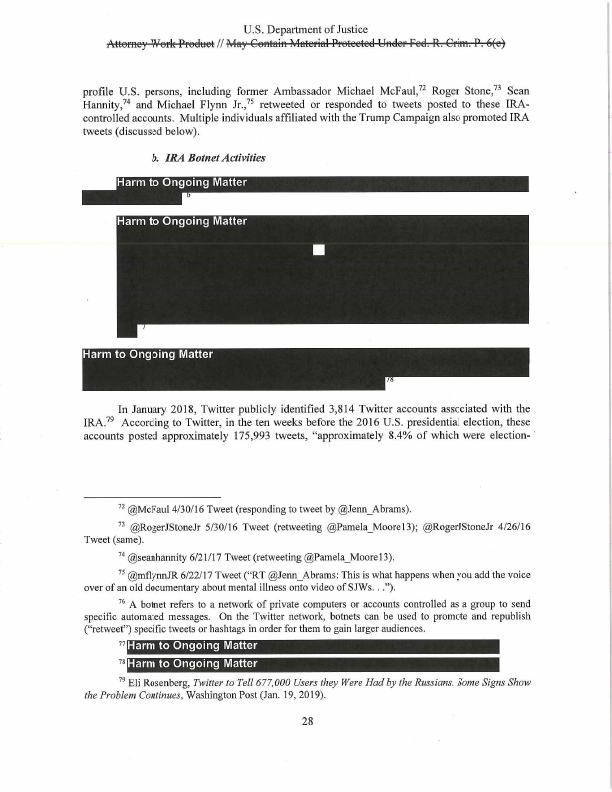 U.S. Department of Justice
Attorney Work Product // May Contain Material Protected Under Fed. R. Crim. P. 6(e)
profile U.S. persons, including former Ambassador Michael McFaul,72 Roger Stone,73 Sean
Hannity,74 and Michael Flynn Jr.,75 retweeted or responded to tweets posted to these IRA-
controlled accounts. Multiple individuals affiliated with the Trump Campaign also promoted IRA
tweets (discussed below).
b. IRA Botnet Activities
Harm to Ongoing Matter
6
Harm to Ongoing Matter
7
Harm to Ongoing Matter
78
In January 2018, Twitter publicly identified 3,814 Twitter accounts associated with the
IRA.79 According to Twitter, in the ten weeks before the 2016 U.S. presidential election, these
accounts posted approximately 175,993 tweets, “approximately 8.4% of which were election-
72 @McFaul 4/30/16 Tweet (responding to tweet by @Jenn_Abrams).
73 @RogerJStoneJr 5/30/16 Tweet (retweeting @Pamela_Moore13); @RogerJStoneJr 4/26/16
Tweet (same).
74 @seanhannity 6/21/17 Tweet (retweeting @Pamela_Moore13).
75 @mflynnJR 6/22/17 Tweet (“RT @Jenn_Abrams: This is what happens when you add the voice
over of an old documentary about mental illness onto video of SJWs. . .”).
76 A botnet refers to a network of private computers or accounts controlled as a group to send
specific automated messages. On the Twitter network, botnets can be used to promote and republish
(“retweet”) specific tweets or hashtags in order for them to gain larger audiences.
77 Harm to Ongoing Matter
78 Harm to Ongoing Matter
79 Eli Rosenberg, Twitter to Tell 677,000 Users they Were Had by the Russians. Some Signs Show
the Problem Continues, Washington Post (Jan. 19, 2019).
28